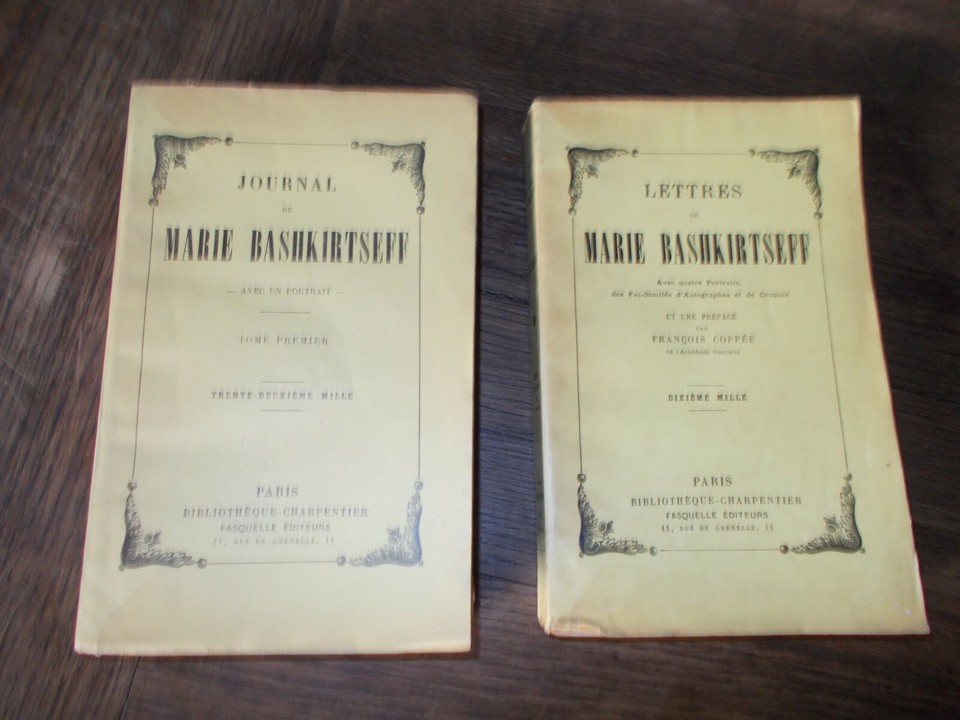 JOURNAL
DE
MARIE BASHKIRTSEFF
— AVEC UN PORTRAIT —
TOME PREMIER
TRENTE-DEUXIÈME MILLE
PARIS
BIBLIOTHÈQUE-CHARPENTIER
FASQUELLE ÉDITEURS
11, RUE DE GRENELLE, 11
LETTRES
DE
MARIE BASHKIRTSEFF
Avec quatre Portraits,
des Fac-Similés d'Autographes et de Croquis
ET UNE PRÉFACE
PAR
FRANÇOIS COPPÉE
de l'Académie française
DIXIÈME MILLE
PARIS
BIBLIOTHÈQUE-CHARPENTIER
FASQUELLE ÉDITEURS
11, RUE DE GRENELLE, 11